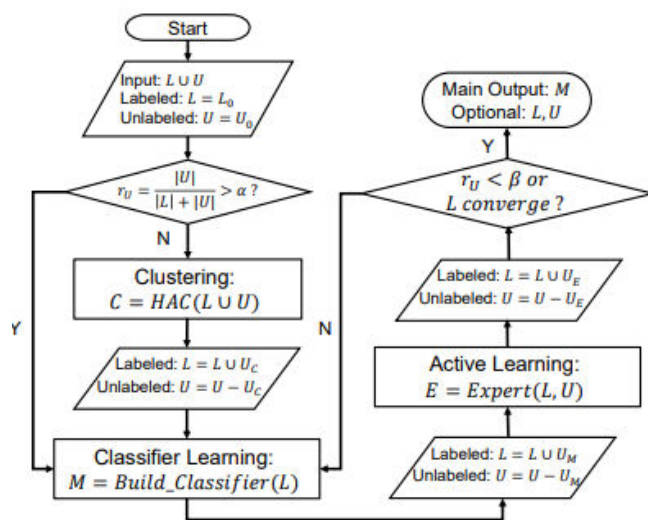 Start
Input: L ∪ U
Labeled: L = L₀
Unlabeled: U = U₀
r_U = |U| / (|L| + |U|) > α ?
Y
N
Clustering:
C = HAC(L ∪ U)
Labeled: L = L ∪ U_C
Unlabeled: U = U − U_C
Classifier Learning:
M = Build_Classifier(L)
Labeled: L = L ∪ U_M
Unlabeled: U = U − U_M
Active Learning:
E = Expert(L, U)
Labeled: L = L ∪ U_E
Unlabeled: U = U − U_E
r_U < β or
L converge ?
N
Y
Main Output: M
Optional: L, U